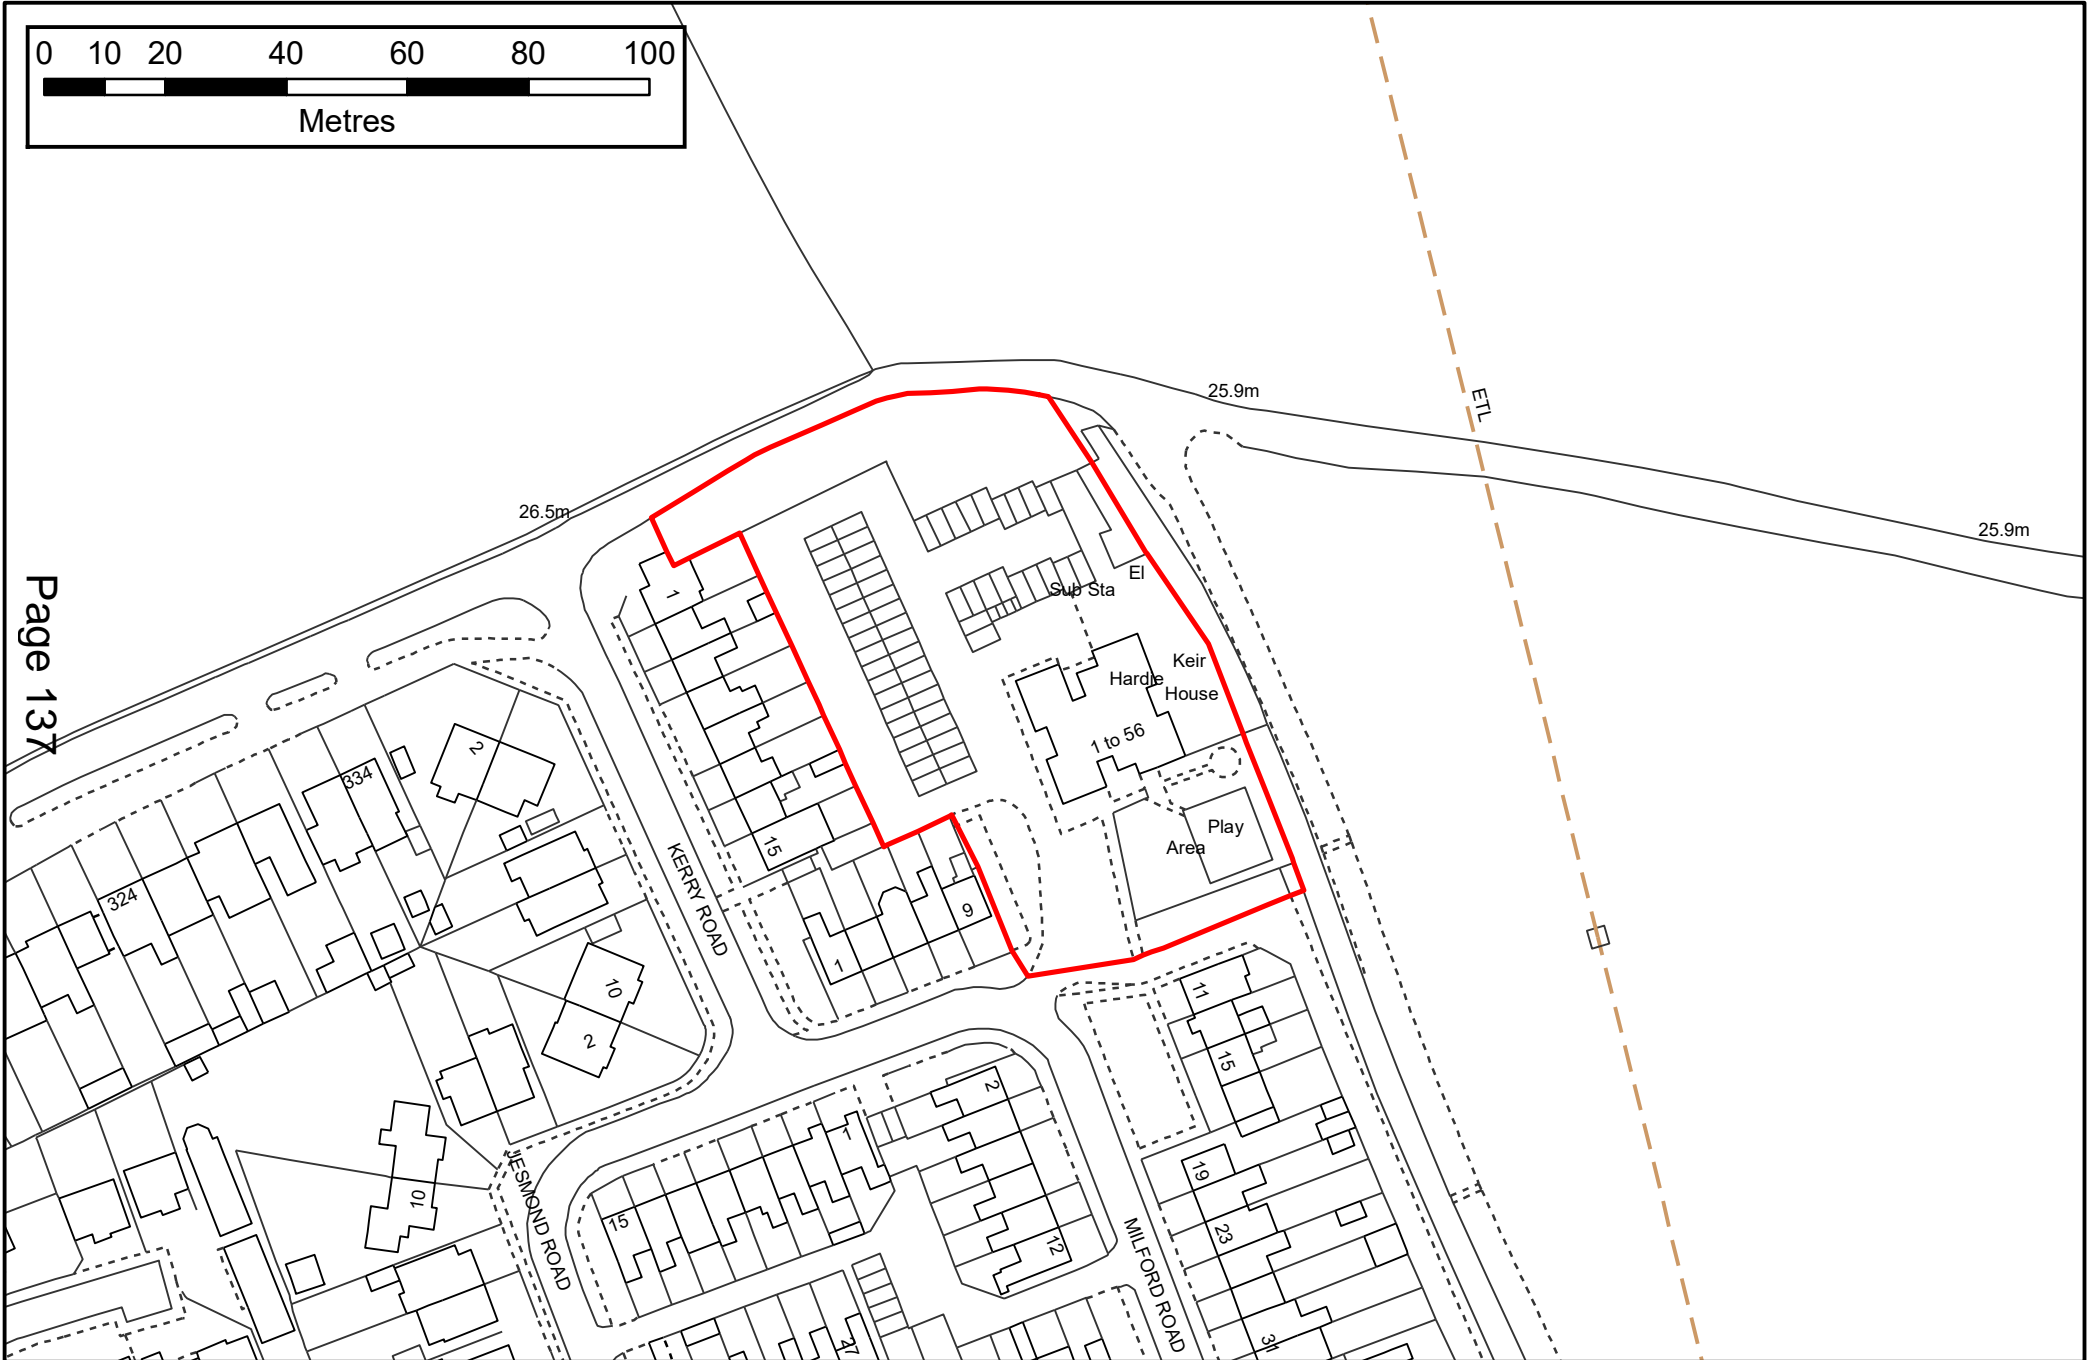 0 10 20 40 60 80 100
Metres
25.9m
ETL
26.5m
25.9m
Page 137
El
Sub Sta
1
Keir
Hardie
House
1 to 56
2
334
Play
Area
15
KERRY ROAD
324
9
1
10
2
11
15
2
1
19
10
JESMOND ROAD
15
23
12
MILFORD ROAD
27
31